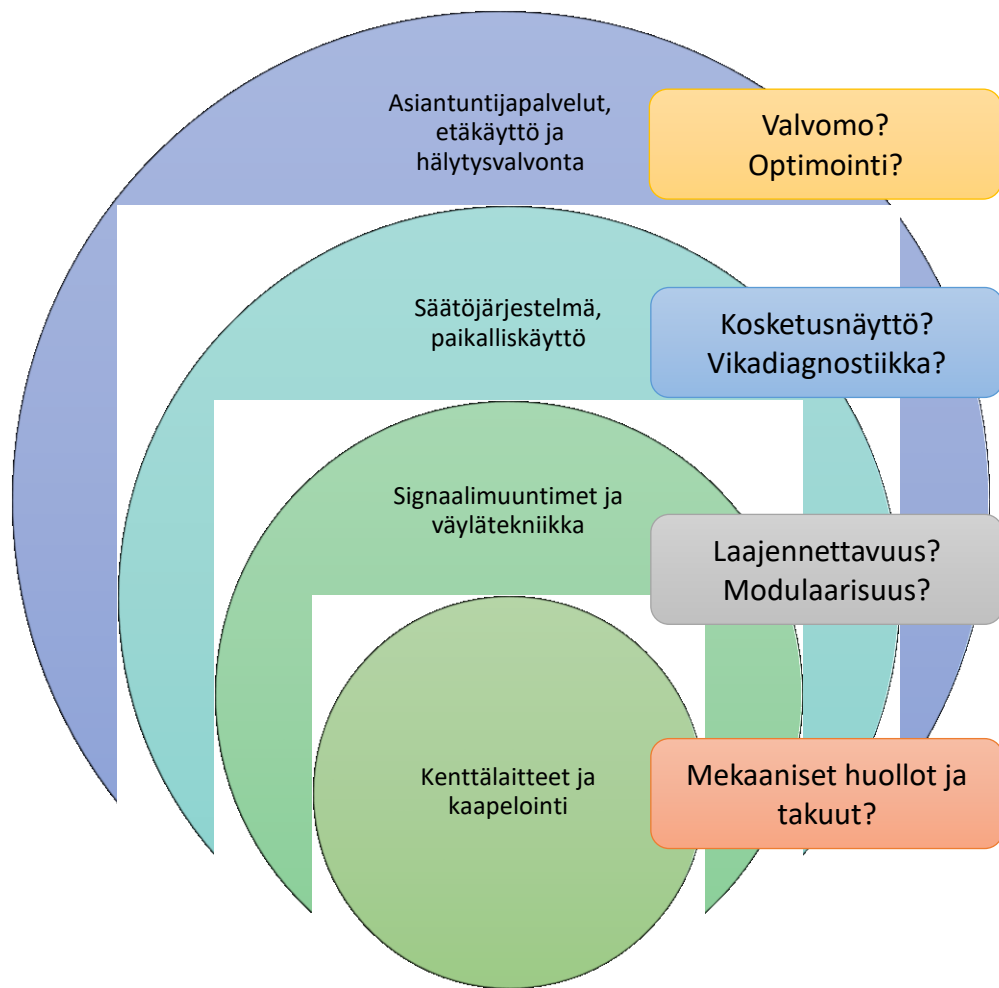 Asiantuntijapalvelut,
etäkäyttö ja
hälytysvalvonta
Valvomo?
Optimointi?
Säätöjärjestelmä,
paikalliskäyttö
Kosketusnäyttö?
Vikadiagnostiikka?
Signaalimuuntimet ja
väylätekniikka
Laajennettavuus?
Modulaarisuus?
Kenttälaitteet ja
kaapelointi
Mekaaniset huollot ja
takuut?